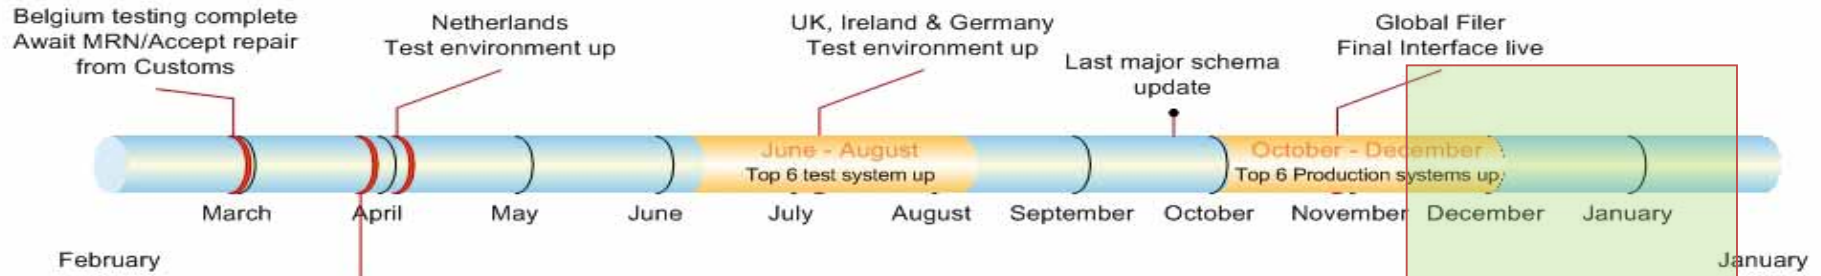 Belgium testing complete
Await MRN/Accept repair
from Customs
Netherlands
Test environment up
UK, Ireland & Germany
Test environment up
Last major schema
update
Global Filer
Final Interface live
June - August
Top 6 test system up
October - December
Top 6 Production systems up
March
April
May
June
July
August
September
October
November
December
January
February
January